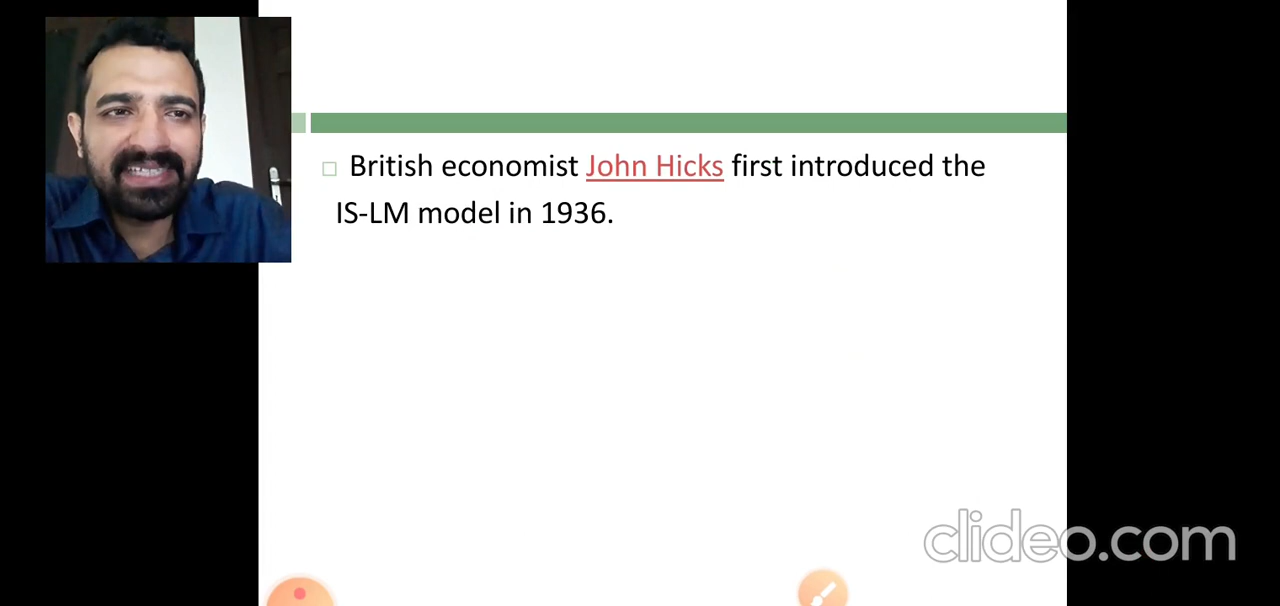 British economist John Hicks first introduced the
IS-LM model in 1936.
clideo.com